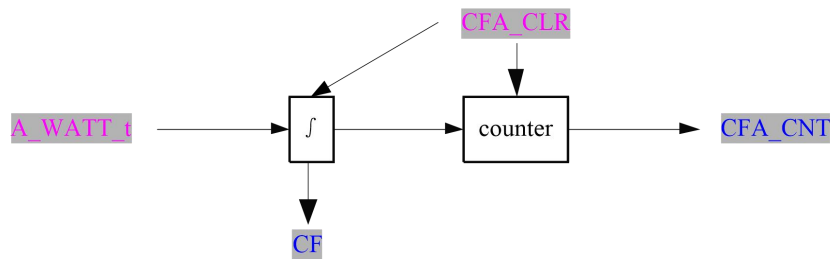 CFA_CLR
A_WATT_t
∫
counter
CFA_CNT
CF